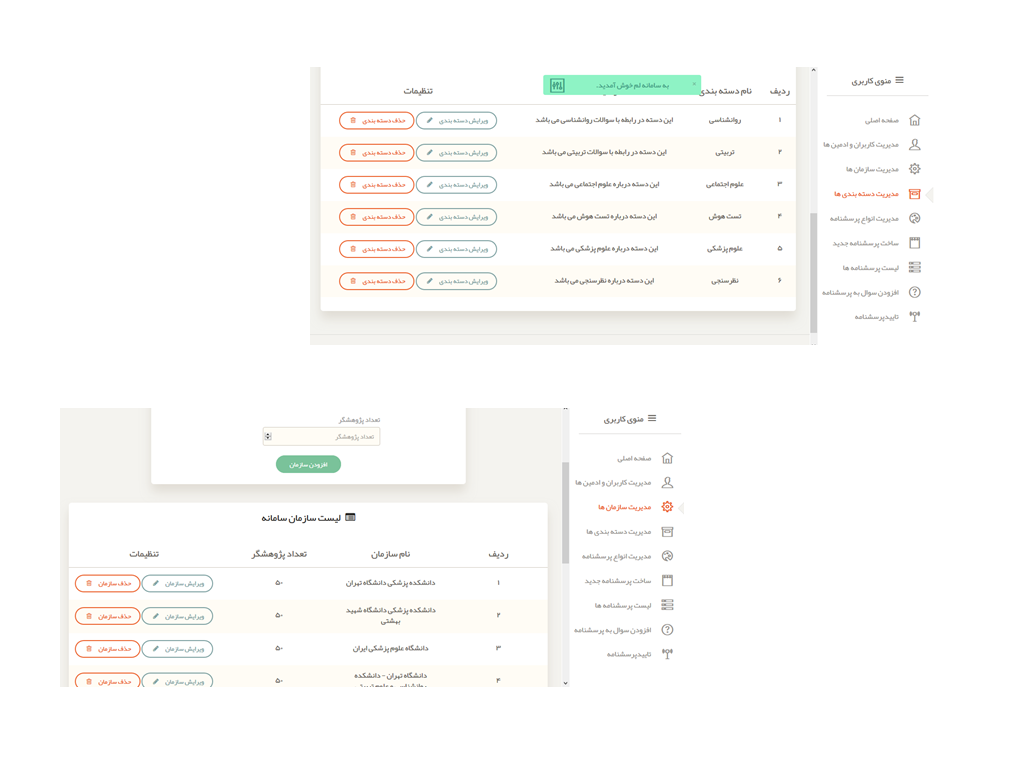 منوی کاربری
صفحه اصلی
مدیریت کاربران و ادمین ها
مدیریت سازمان ها
مدیریت دسته بندی ها
مدیریت انواع پرسشنامه
ساخت پرسشنامه جدید
لیست پرسشنامه ها
افزودن سوال به پرسشنامه
تاییدپرسشنامه
به سامانه لم خوش آمدید. ×
ردیف نام دسته بندی تنظیمات
۱ روانشناسی این دسته در رابطه با سوالات روانشناسی می باشد ویرایش دسته بندی حذف دسته بندی
۲ تربیتی این دسته در رابطه با سوالات تربیتی می باشد ویرایش دسته بندی حذف دسته بندی
۳ علوم اجتماعی این دسته درباره علوم اجتماعی می باشد ویرایش دسته بندی حذف دسته بندی
۴ تست هوش این دسته درباره تست هوش می باشد ویرایش دسته بندی حذف دسته بندی
۵ علوم پزشکی این دسته درباره علوم پزشکی می باشد ویرایش دسته بندی حذف دسته بندی
۶ نظرسنجی این دسته درباره نظرسنجی می باشد ویرایش دسته بندی حذف دسته بندی
منوی کاربری
صفحه اصلی
مدیریت کاربران و ادمین ها
مدیریت سازمان ها
مدیریت دسته بندی ها
مدیریت انواع پرسشنامه
ساخت پرسشنامه جدید
لیست پرسشنامه ها
افزودن سوال به پرسشنامه
تاییدپرسشنامه
تعداد پژوهشگر
تعداد پژوهشگر
افزودن سازمان
لیست سازمان سامانه
ردیف نام سازمان تعداد پژوهشگر تنظیمات
۱ دانشکده پزشکی دانشگاه تهران ۵۰ ویرایش سازمان حذف سازمان
۲ دانشکده پزشکی دانشگاه شهید
بهشتی ۵۰ ویرایش سازمان حذف سازمان
۳ دانشگاه علوم پزشکی ایران ۵۰ ویرایش سازمان حذف سازمان
۴ دانشگاه تهران - دانشکده ۵۰ ویرایش سازمان حذف سازمان